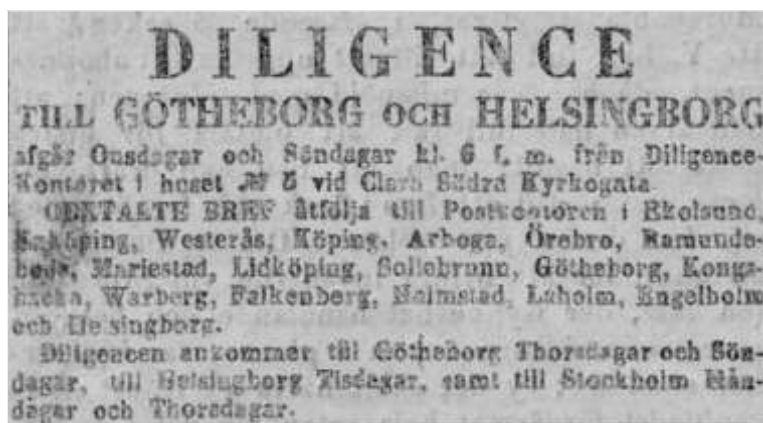 DILIGENCE
TILL GÖTHEBORG OCH HELSINGBORG
afgår Onsdagar och Söndagar kl. 6 f. m. från Diligence-
Kontoret i huset № 5 vid Clara Södra Kyrkogata
OBETALTE BREF åtfölja till Postkontoren i Ekolsund,
Enköping, Westerås, Köping, Arboga, Örebro, Ramunda-
boda, Mariestad, Lidköping, Sollebrunn, Götheborg, Kongs-
backa, Warberg, Falkenberg, Halmstad, Laholm, Engelholm
och Helsingborg.
Diligencen ankommer till Götheborg Thorsdagar och Sön-
dagar, till Helsingborg Tisdagar, samt till Stockholm Mån-
dagar och Thorsdagar.